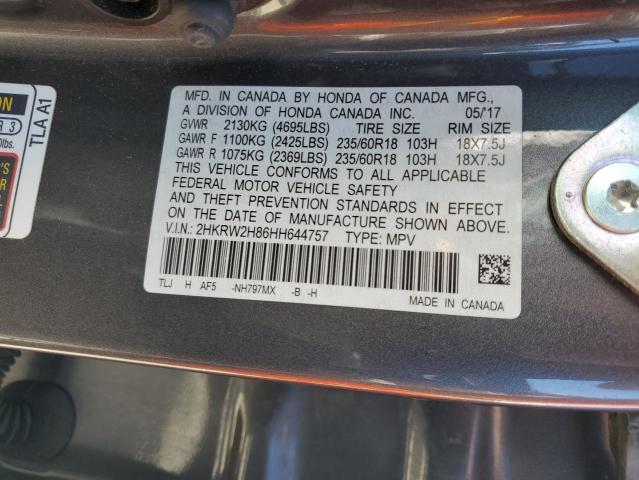 MFD. IN CANADA BY HONDA OF CANADA MFG.,
A DIVISION OF HONDA CANADA INC. 05/'17
GVWR 2130KG (4695LBS) TIRE SIZE RIM SIZE
GAWR F 1100KG (2425LBS) 235/60R18 103H 18X7.5J
GAWR R 1075KG (2369LBS) 235/60R18 103H 18X7.5J
THIS VEHICLE CONFORMS TO ALL APPLICABLE
FEDERAL MOTOR VEHICLE SAFETY
AND THEFT PREVENTION STANDARDS IN EFFECT
ON THE DATE OF MANUFACTURE SHOWN ABOVE.
V.I.N.: 2HKRW2H86HH644757 TYPE: MPV
TLJ H AF5 -NH797MX -B -H
MADE IN CANADA
TLA A1
R 3
lbs.